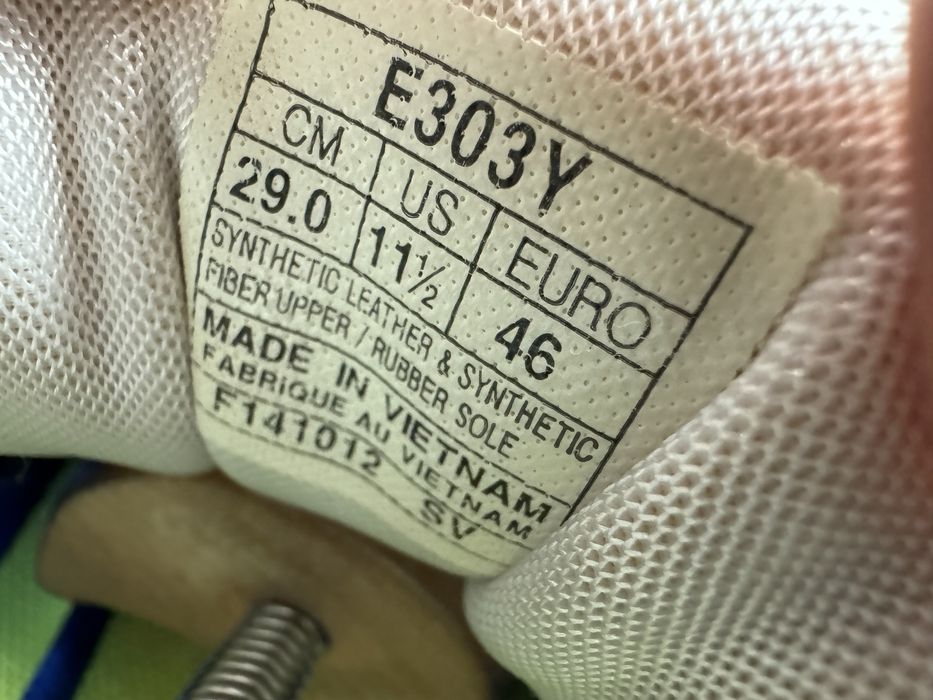 E303Y
CM US EURO
29.0 11½ 46
SYNTHETIC LEATHER & SYNTHETIC
FIBER UPPER / RUBBER SOLE
MADE IN VIETNAM
FABRIQUE AU VIETNAM
F141012 SV